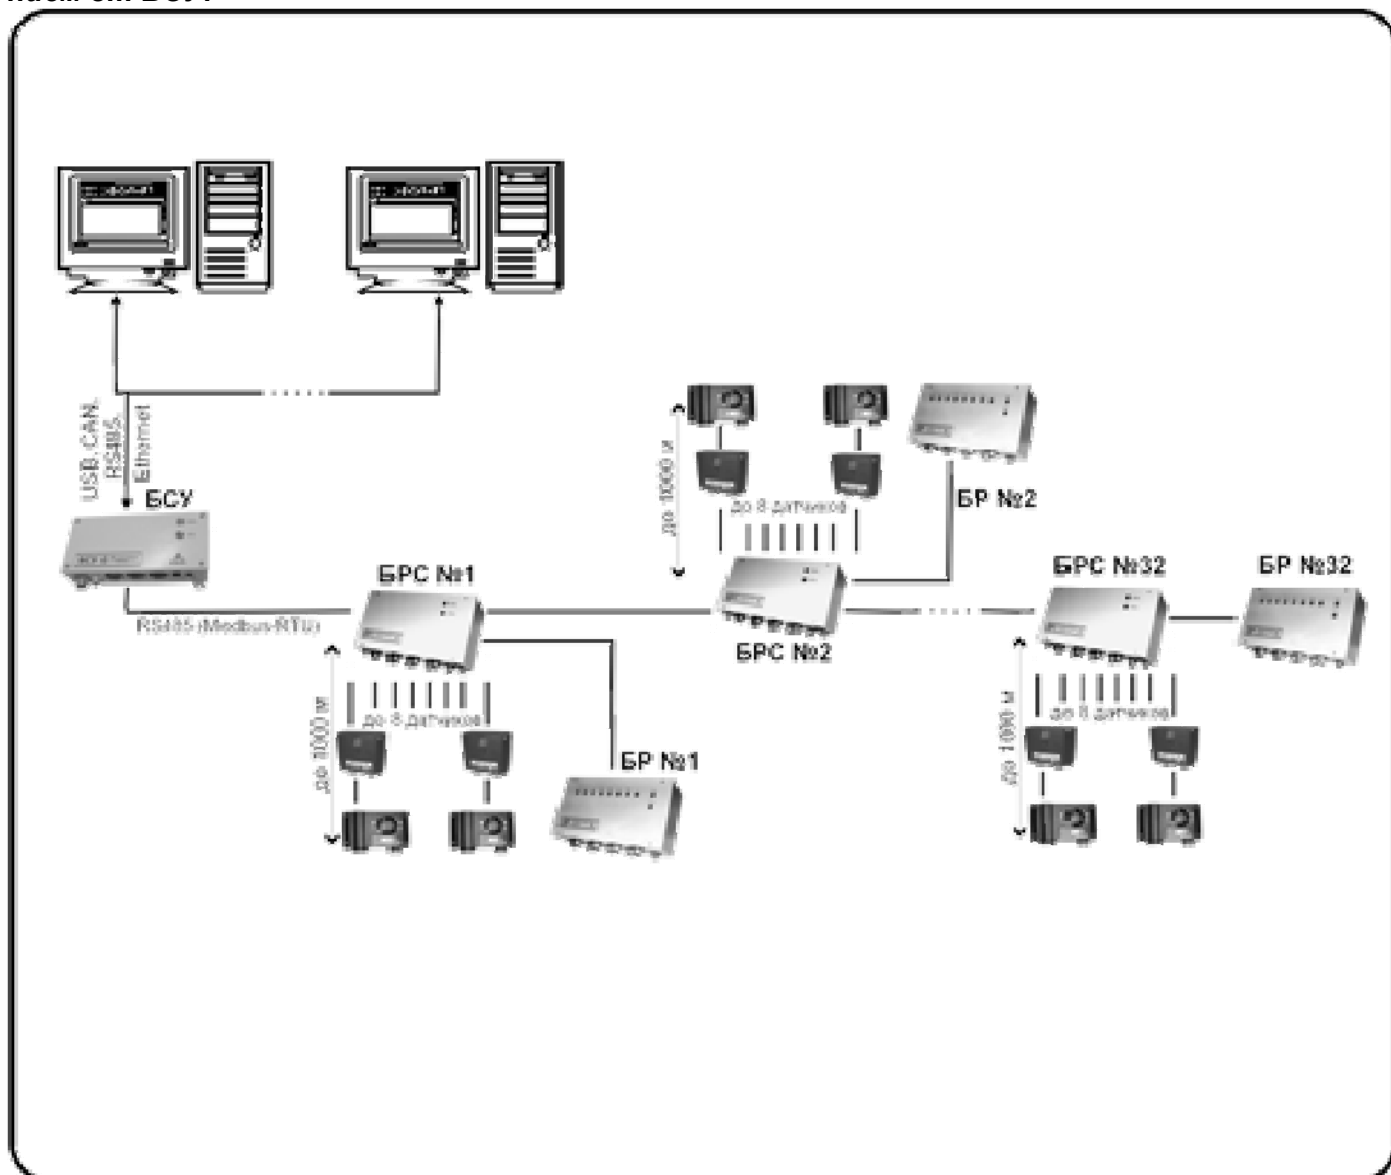 USB, CAN,
RS485,
Ethernet
БСУ
RS485 (Modbus-RTU)
БРС №1
до 1000 м
до 8 датчиков
БР №1
до 1000 м
до 8 датчиков
БР №2
БРС №2
БРС №32
БР №32
до 1000 м
до 8 датчиков